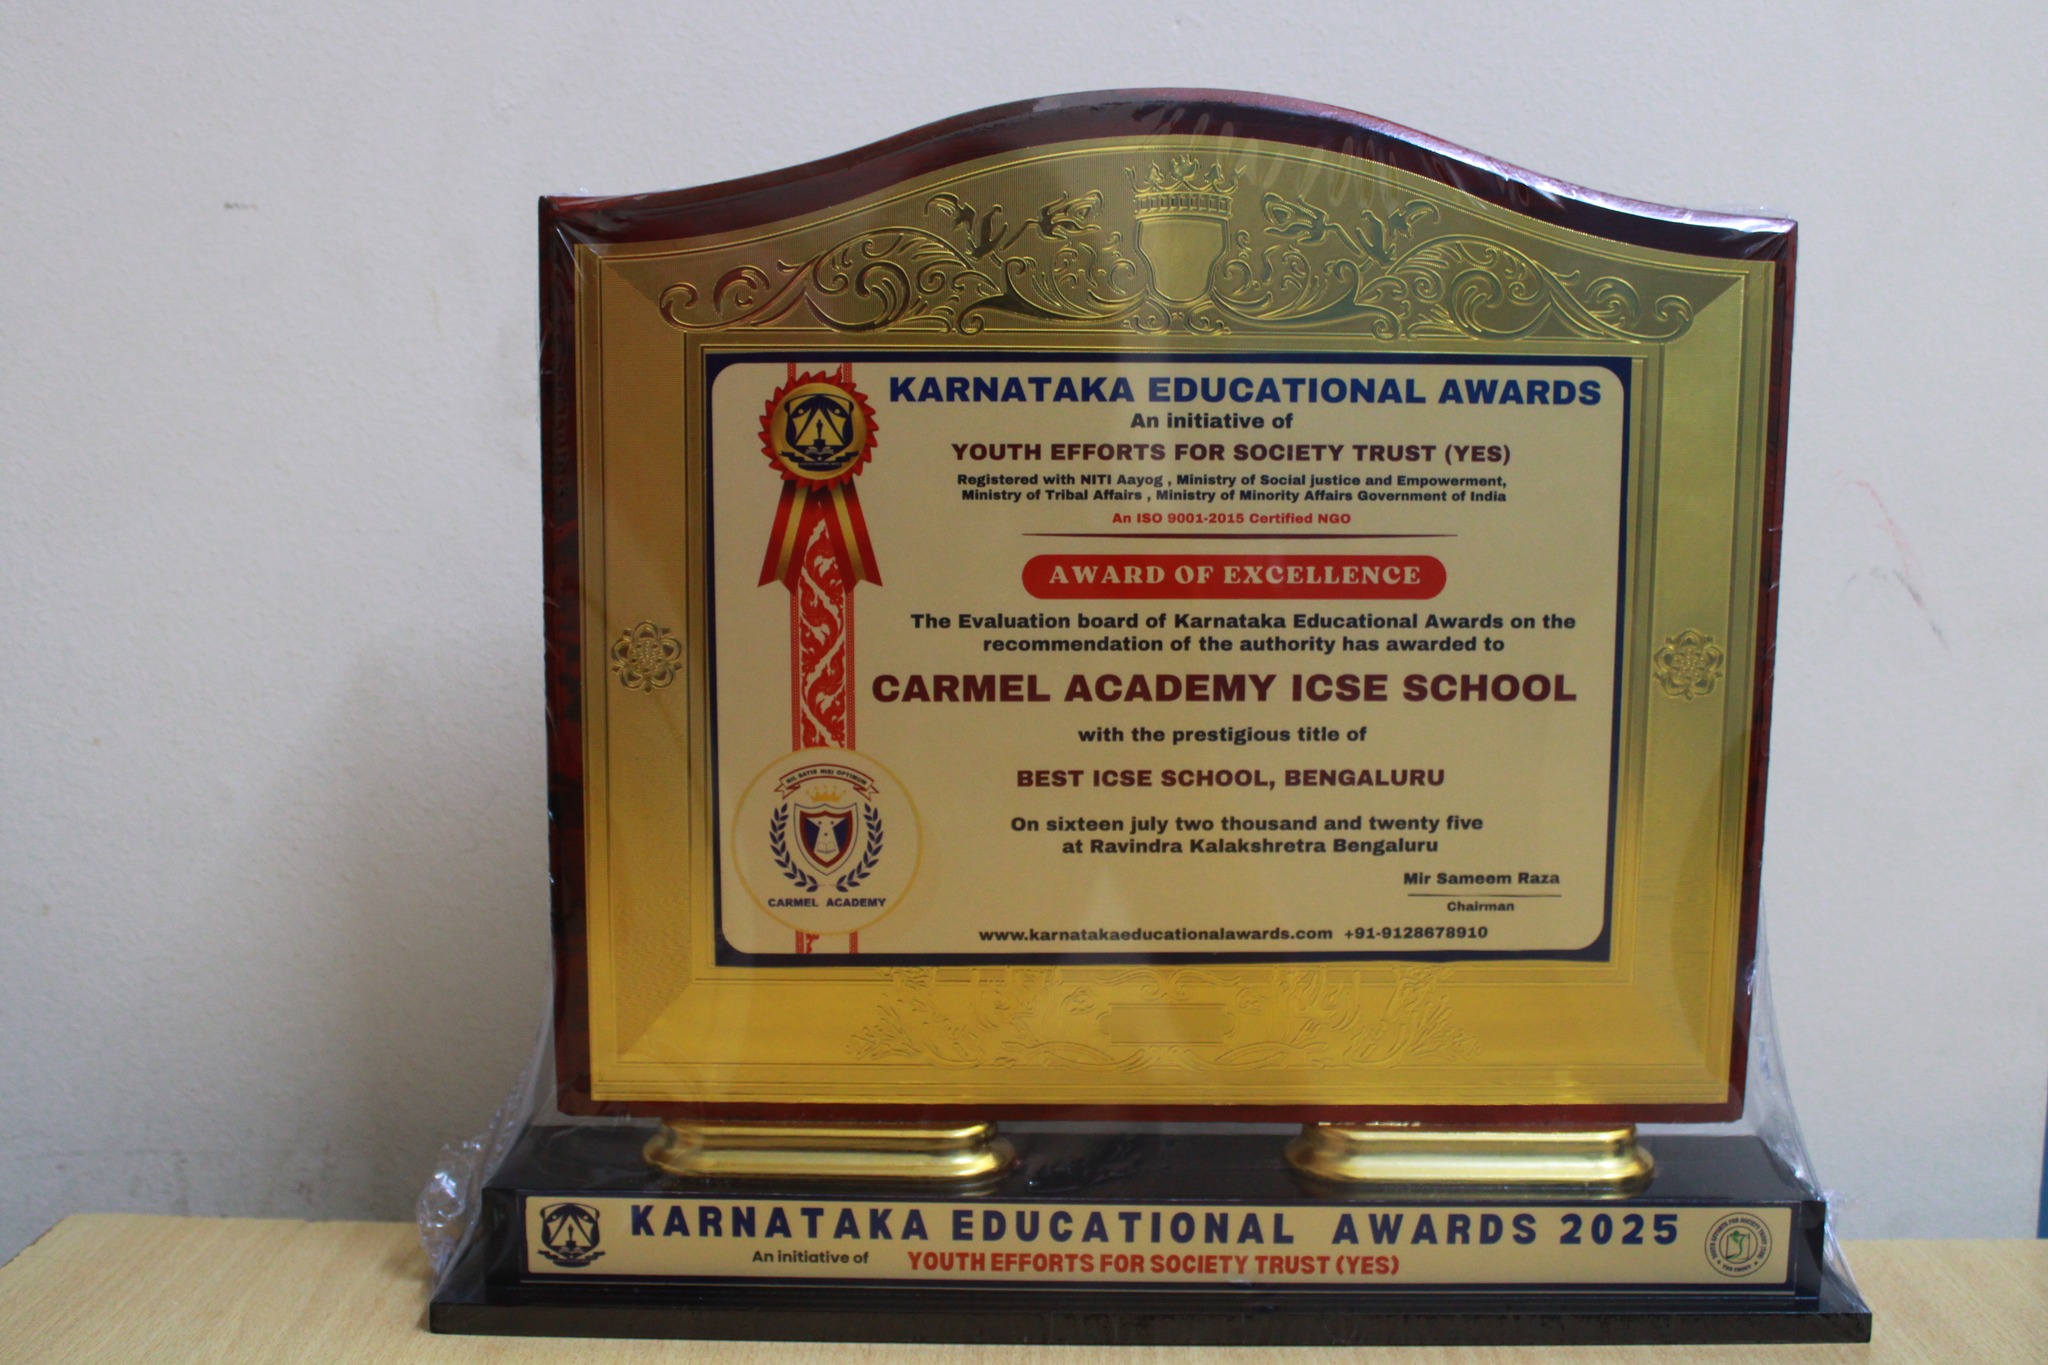 KARNATAKA EDUCATIONAL AWARDS
An initiative of
YOUTH EFFORTS FOR SOCIETY TRUST (YES)
Registered with NITI Aayog , Ministry of Social justice and Empowerment,
Ministry of Tribal Affairs , Ministry of Minority Affairs Government of India
An ISO 9001-2015 Certified NGO
AWARD OF EXCELLENCE
The Evaluation board of Karnataka Educational Awards on the
recommendation of the authority has awarded to
CARMEL ACADEMY ICSE SCHOOL
with the prestigious title of
BEST ICSE SCHOOL, BENGALURU
On sixteen july two thousand and twenty five
at Ravindra Kalakshretra Bengaluru
Mir Sameem Raza
Chairman
www.karnatakaeducationalawards.com +91-9128678910
NIL SATIS NISI OPTIMUM
CARMEL ACADEMY
KARNATAKA EDUCATIONAL AWARDS 2025
An initiative of YOUTH EFFORTS FOR SOCIETY TRUST (YES)